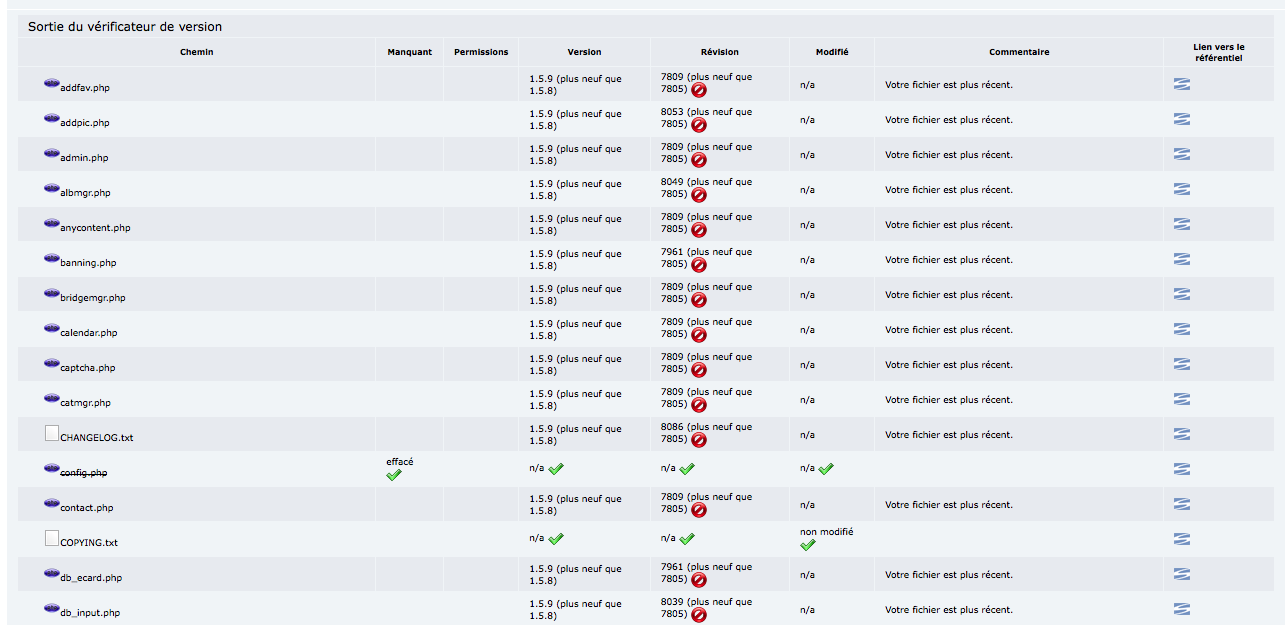 Sortie du vérificateur de version
Chemin Manquant Permissions Version Révision Modifié Commentaire Lien vers le
référentiel
addfav.php 1.5.9 (plus neuf que 7809 (plus neuf que n/a Votre fichier est plus récent.
1.5.8) 7805)
addpic.php 1.5.9 (plus neuf que 8053 (plus neuf que n/a Votre fichier est plus récent.
1.5.8) 7805)
admin.php 1.5.9 (plus neuf que 7809 (plus neuf que n/a Votre fichier est plus récent.
1.5.8) 7805)
albmgr.php 1.5.9 (plus neuf que 8049 (plus neuf que n/a Votre fichier est plus récent.
1.5.8) 7805)
anycontent.php 1.5.9 (plus neuf que 7809 (plus neuf que n/a Votre fichier est plus récent.
1.5.8) 7805)
banning.php 1.5.9 (plus neuf que 7961 (plus neuf que n/a Votre fichier est plus récent.
1.5.8) 7805)
bridgemgr.php 1.5.9 (plus neuf que 7809 (plus neuf que n/a Votre fichier est plus récent.
1.5.8) 7805)
calendar.php 1.5.9 (plus neuf que 7809 (plus neuf que n/a Votre fichier est plus récent.
1.5.8) 7805)
captcha.php 1.5.9 (plus neuf que 7809 (plus neuf que n/a Votre fichier est plus récent.
1.5.8) 7805)
catmgr.php 1.5.9 (plus neuf que 7809 (plus neuf que n/a Votre fichier est plus récent.
1.5.8) 7805)
CHANGELOG.txt 1.5.9 (plus neuf que 8086 (plus neuf que n/a Votre fichier est plus récent.
1.5.8) 7805)
config.php effacé n/a n/a n/a
contact.php 1.5.9 (plus neuf que 7809 (plus neuf que n/a Votre fichier est plus récent.
1.5.8) 7805)
COPYING.txt n/a n/a non modifié
db_ecard.php 1.5.9 (plus neuf que 7961 (plus neuf que n/a Votre fichier est plus récent.
1.5.8) 7805)
db_input.php 1.5.9 (plus neuf que 8039 (plus neuf que n/a Votre fichier est plus récent.
1.5.8) 7805)